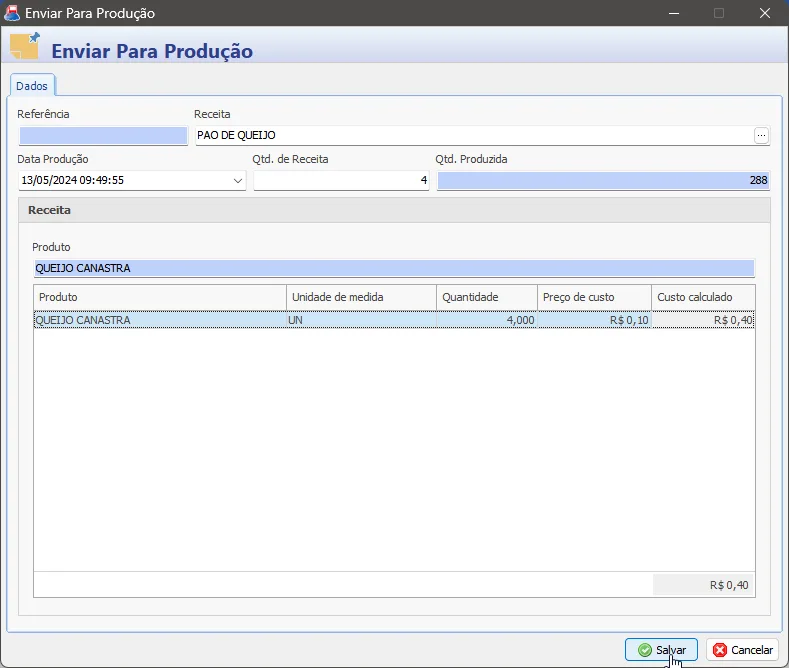 Enviar Para Produção
Enviar Para Produção
Dados
Referência Receita
PAO DE QUEIJO ...
Data Produção Qtd. de Receita Qtd. Produzida
13/05/2024 09:49:55 4 288
Receita
Produto
QUEIJO CANASTRA
Produto Unidade de medida Quantidade Preço de custo Custo calculado
QUEIJO CANASTRA UN 4,000 R$ 0,10 R$ 0,40
R$ 0,40
Salvar Cancelar